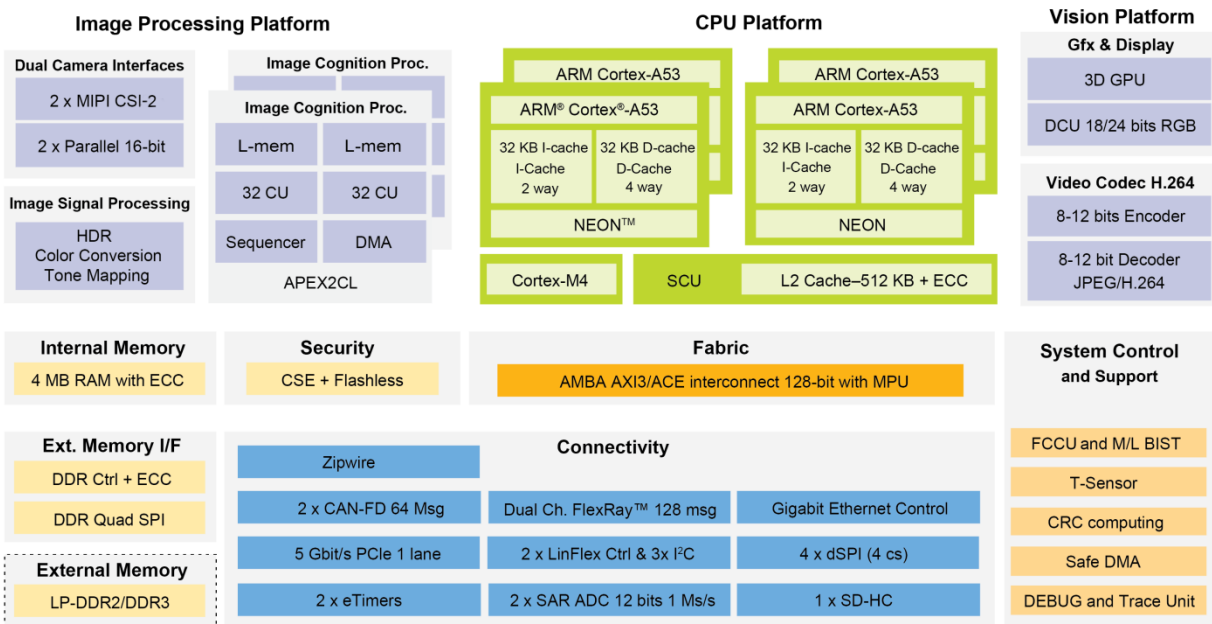 Image Processing Platform
Dual Camera Interfaces
2 x MIPI CSI-2
2 x Parallel 16-bit
Image Signal Processing
HDR
Color Conversion
Tone Mapping
Image Cognition Proc.
Image Cognition Proc.
L-mem
L-mem
32 CU
32 CU
Sequencer
DMA
APEX2CL
CPU Platform
ARM Cortex-A53
ARM® Cortex®-A53
32 KB I-cache
I-Cache
2 way
32 KB D-cache
D-Cache
4 way
NEON™
ARM Cortex-A53
ARM Cortex-A53
32 KB I-cache
I-Cache
2 way
32 KB D-cache
D-Cache
4 way
NEON
Cortex-M4
SCU
L2 Cache–512 KB + ECC
Vision Platform
Gfx & Display
3D GPU
DCU 18/24 bits RGB
Video Codec H.264
8-12 bits Encoder
8-12 bit Decoder
JPEG/H.264
Internal Memory
4 MB RAM with ECC
Security
CSE + Flashless
Fabric
AMBA AXI3/ACE interconnect 128-bit with MPU
System Control
and Support
FCCU and M/L BIST
T-Sensor
CRC computing
Safe DMA
DEBUG and Trace Unit
Ext. Memory I/F
DDR Ctrl + ECC
DDR Quad SPI
External Memory
LP-DDR2/DDR3
Connectivity
Zipwire
2 x CAN-FD 64 Msg
Dual Ch. FlexRay™ 128 msg
Gigabit Ethernet Control
5 Gbit/s PCIe 1 lane
2 x LinFlex Ctrl & 3x I²C
4 x dSPI (4 cs)
2 x eTimers
2 x SAR ADC 12 bits 1 Ms/s
1 x SD-HC